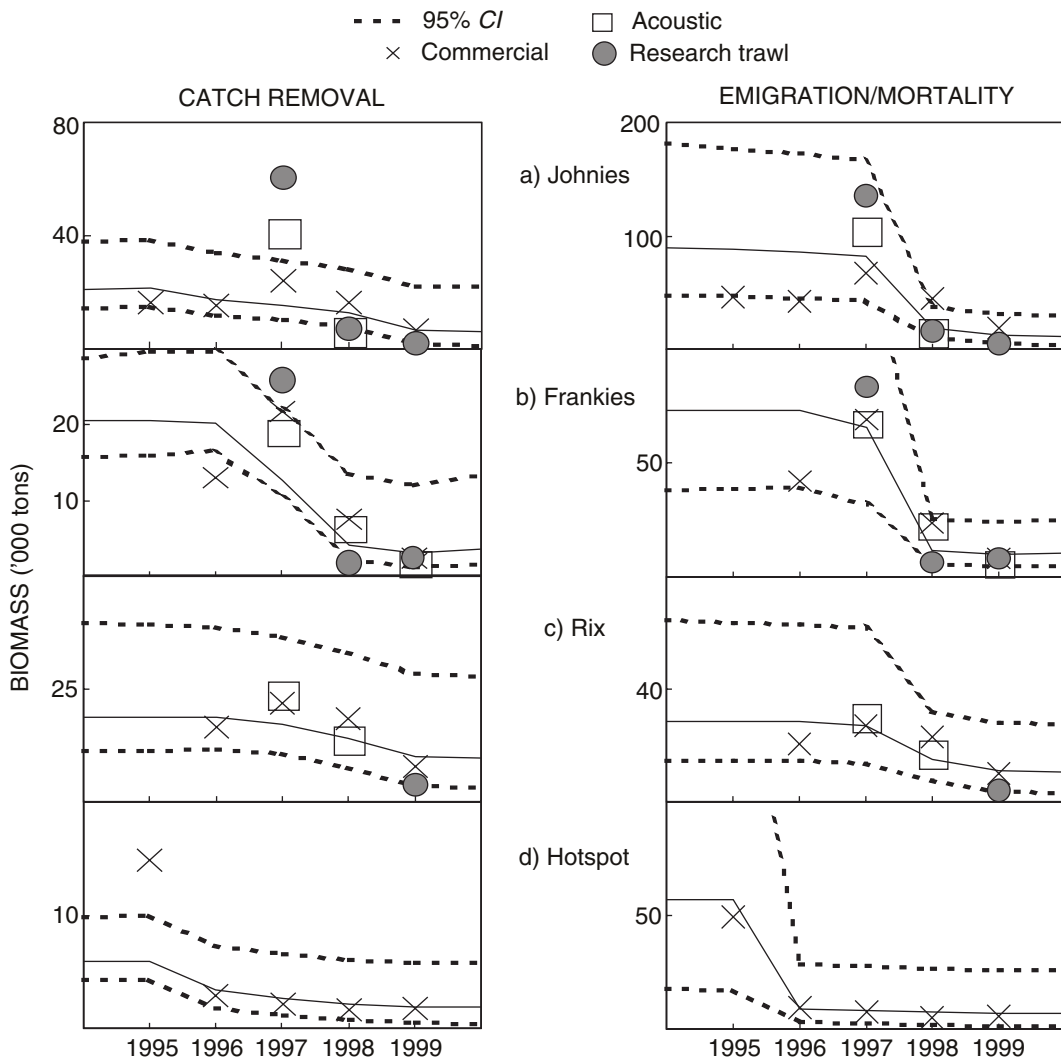 95% CI
Acoustic
Commercial
Research trawl
CATCH REMOVAL
EMIGRATION/MORTALITY
80
200
a) Johnies
40
100
b) Frankies
20
50
10
BIOMASS ('000 tons)
c) Rix
25
40
d) Hotspot
10
50
1995 1996 1997 1998 1999
1995 1996 1997 1998 1999